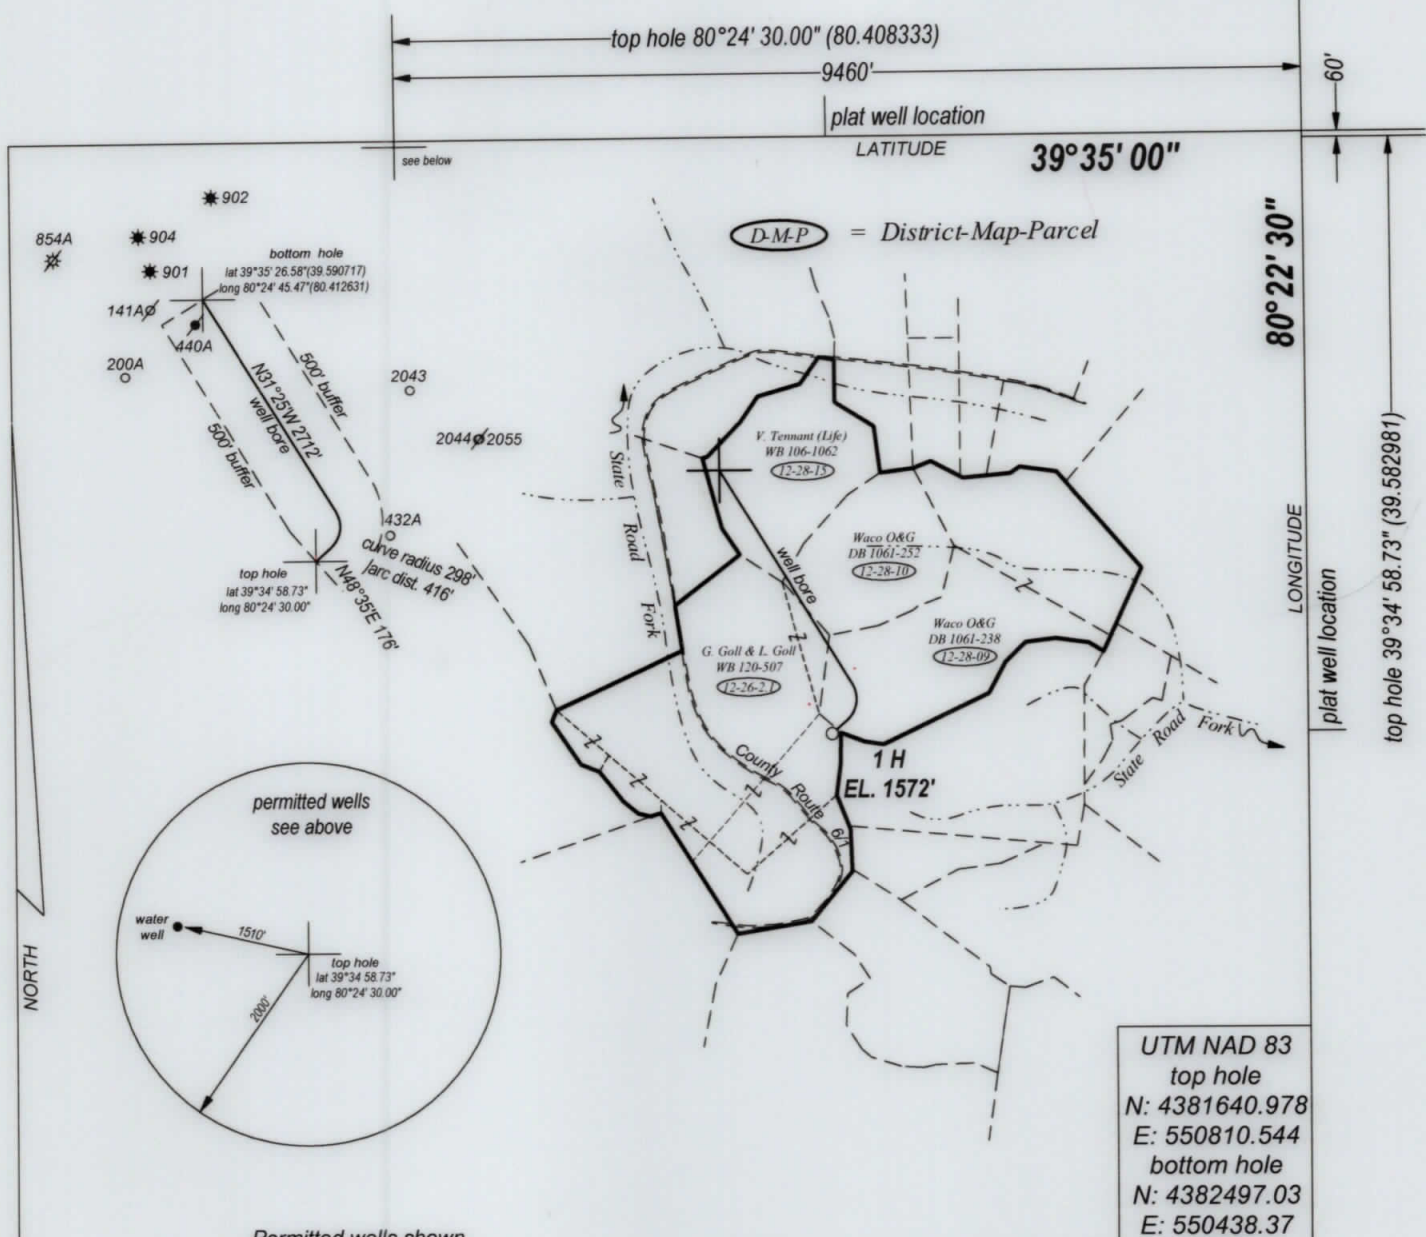 top hole 80°24' 30.00" (80.408333)
9460'
60'
plat well location
LATITUDE
39°35' 00"
see below
902
854A
904
901
bottom hole
lat 39°35' 26.58"(39.590717)
long 80°24' 45.47"(80.412631)
141A
440A
200A
N31°25'W 2712'
well bore
500' buffer
500' buffer
2043
2044 2055
432A
curve radius 298'
arc dist. 416'
N48°35'E 176'
top hole
lat 39°34' 58.73"
long 80°24' 30.00"
D-M-P = District-Map-Parcel
80°22' 30"
LONGITUDE
plat well location
top hole 39°34' 58.73" (39.582981)
State Road Fork
V. Tennant (Life)
WB 106-1062
12-28-15
Waco O&G
DB 1061-252
12-28-10
well bore
Waco O&G
DB 1061-238
12-28-09
G. Goll & L. Goll
WB 120-507
12-26-2.1
County Route 6/1
1 H
EL. 1572'
State Road Fork
permitted wells
see above
water
well
1510'
2000'
top hole
lat 39°34 58.73"
long 80°24' 30.00"
NORTH
UTM NAD 83
top hole
N: 4381640.978
E: 550810.544
bottom hole
N: 4382497.03
E: 550438.37
Permitted wells shown